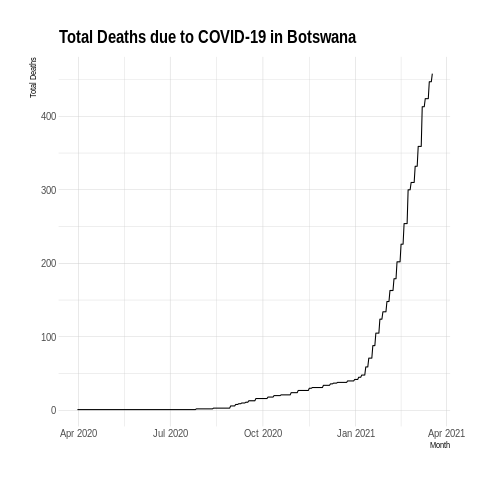 Total Deaths due to COVID-19 in Botswana
Total Deaths
400
300
200
100
0
Apr 2020 Jul 2020 Oct 2020 Jan 2021 Apr 2021
Month